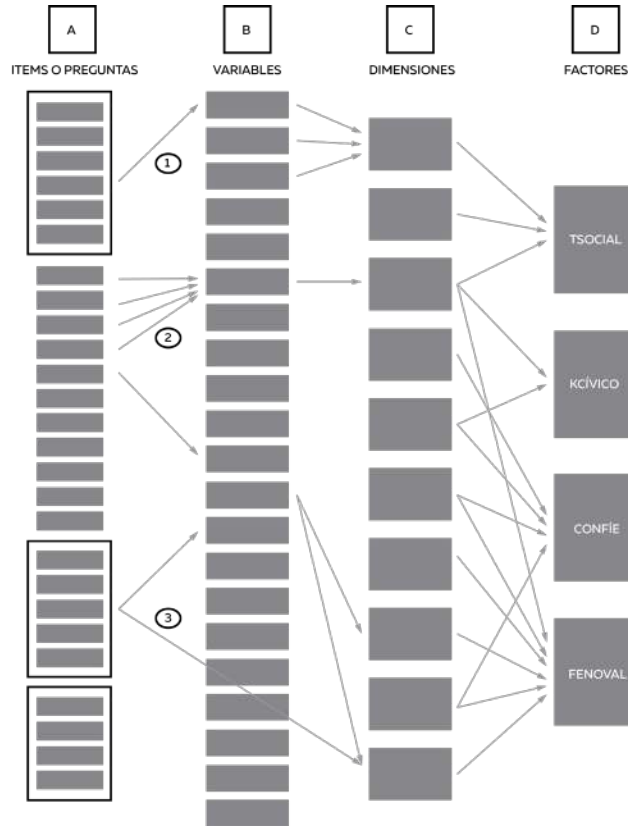 A
B
C
D
ITEMS O PREGUNTAS
VARIABLES
DIMENSIONES
FACTORES
1
2
3
TSOCIAL
KCÍVICO
CONFÍE
FENOVAL